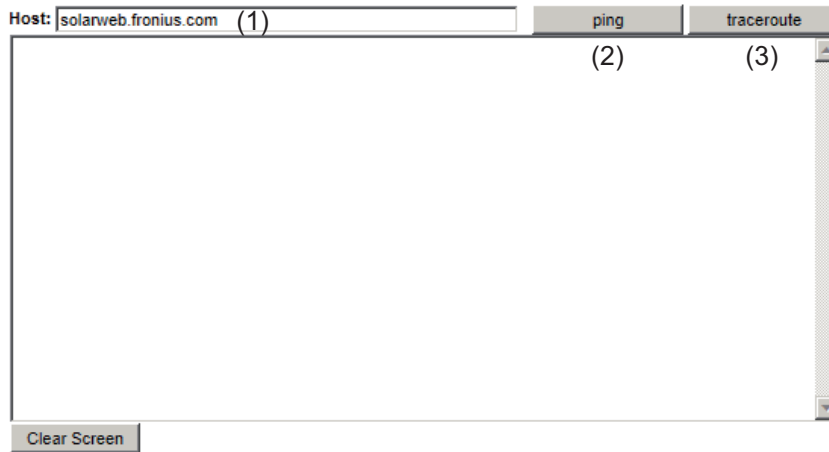 Host: solarweb.fronius.com (1) ping traceroute
(2) (3)
Clear Screen